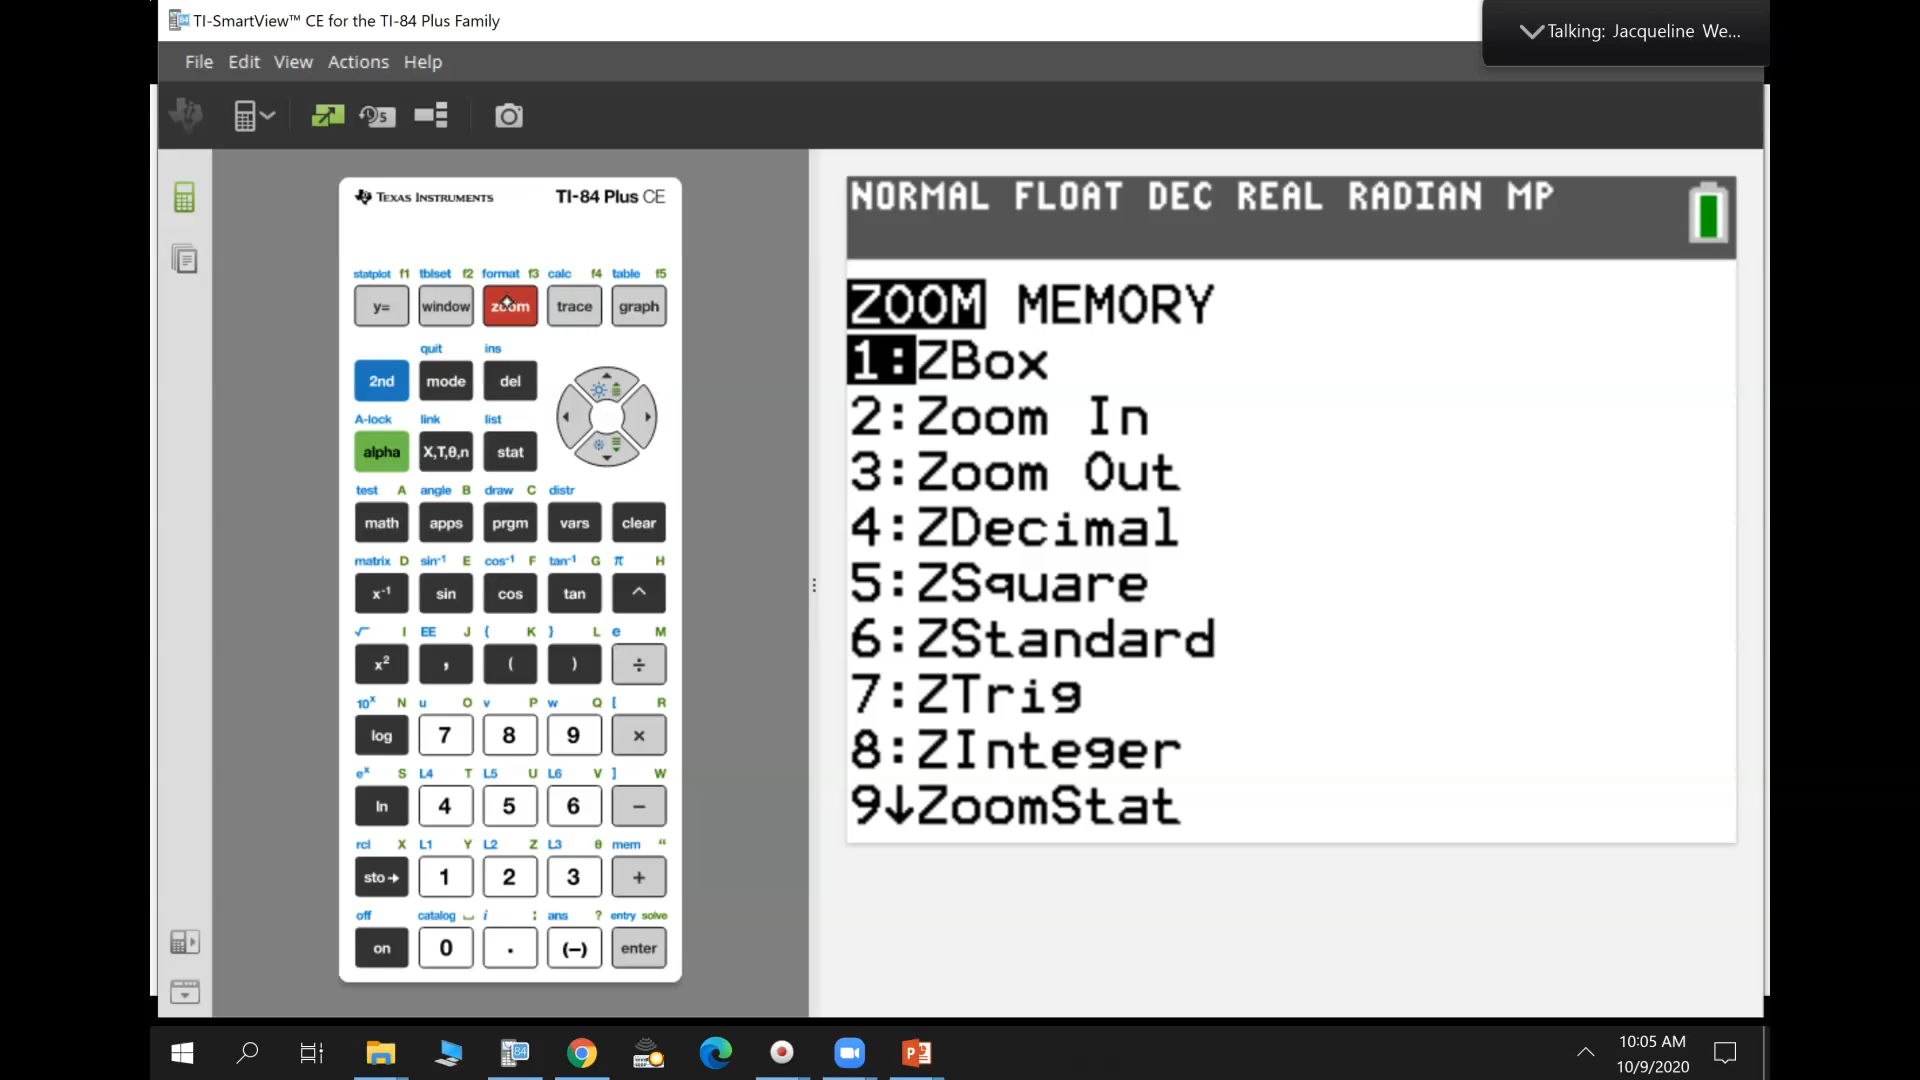 TI-SmartView™ CE for the TI-84 Plus Family
Talking: Jacqueline We...
File Edit View Actions Help
TEXAS INSTRUMENTS TI-84 Plus CE
statplot f1 tblset f2 format f3 calc f4 table f5
y= window zoom trace graph
quit ins
2nd mode del
A-lock link list
alpha X,T,θ,n stat
test A angle B draw C distr
math apps prgm vars clear
matrix D sin⁻¹ E cos⁻¹ F tan⁻¹ G π H
x⁻¹ sin cos tan ^
√ I EE J { K } L e M
x² , ( ) ÷
10ˣ N u O v P w Q [ R
log 7 8 9 ×
eˣ S L4 T L5 U L6 V ] W
ln 4 5 6 −
rcl X L1 Y L2 Z L3 θ mem “
sto→ 1 2 3 +
off catalog ⎵ i : ans ? entry solve
on 0 . (−) enter
NORMAL FLOAT DEC REAL RADIAN MP
ZOOM MEMORY
1:ZBox
2:Zoom In
3:Zoom Out
4:ZDecimal
5:ZSquare
6:ZStandard
7:ZTrig
8:ZInteger
9↓ZoomStat
10:05 AM
10/9/2020